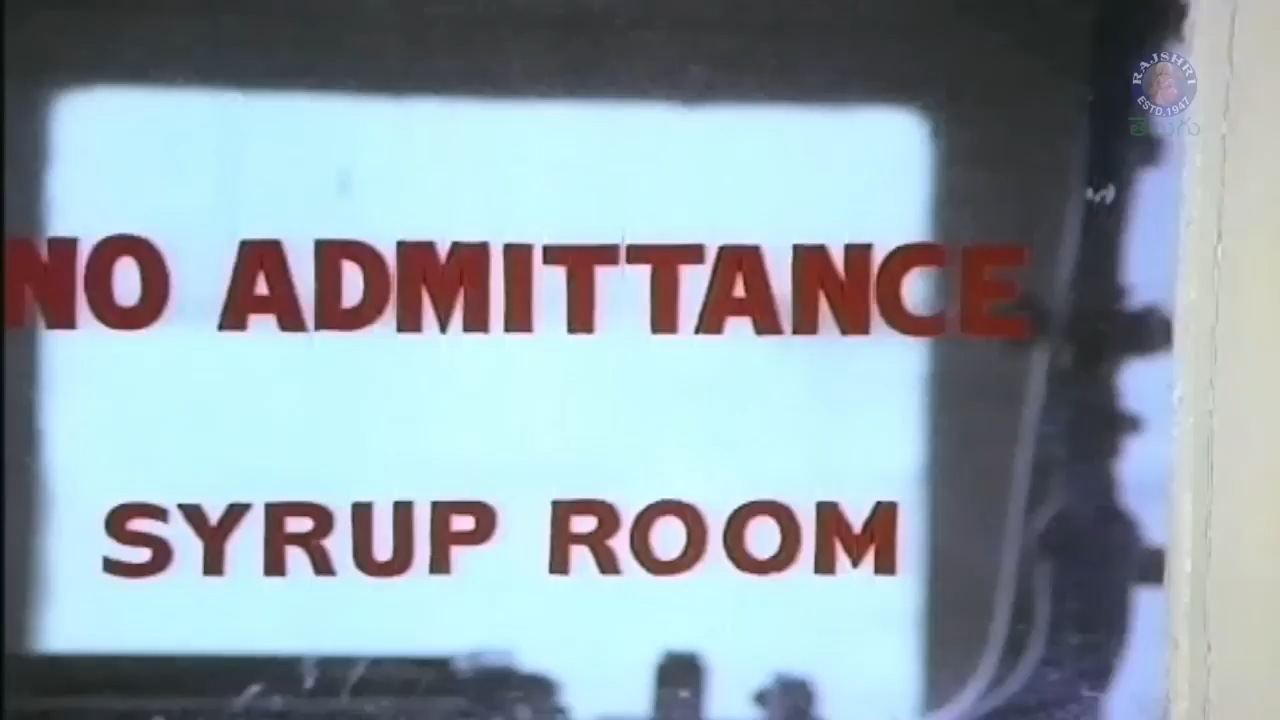 RAJSHRI
ESTD.1947
తెలుగు
NO ADMITTANCE
SYRUP ROOM